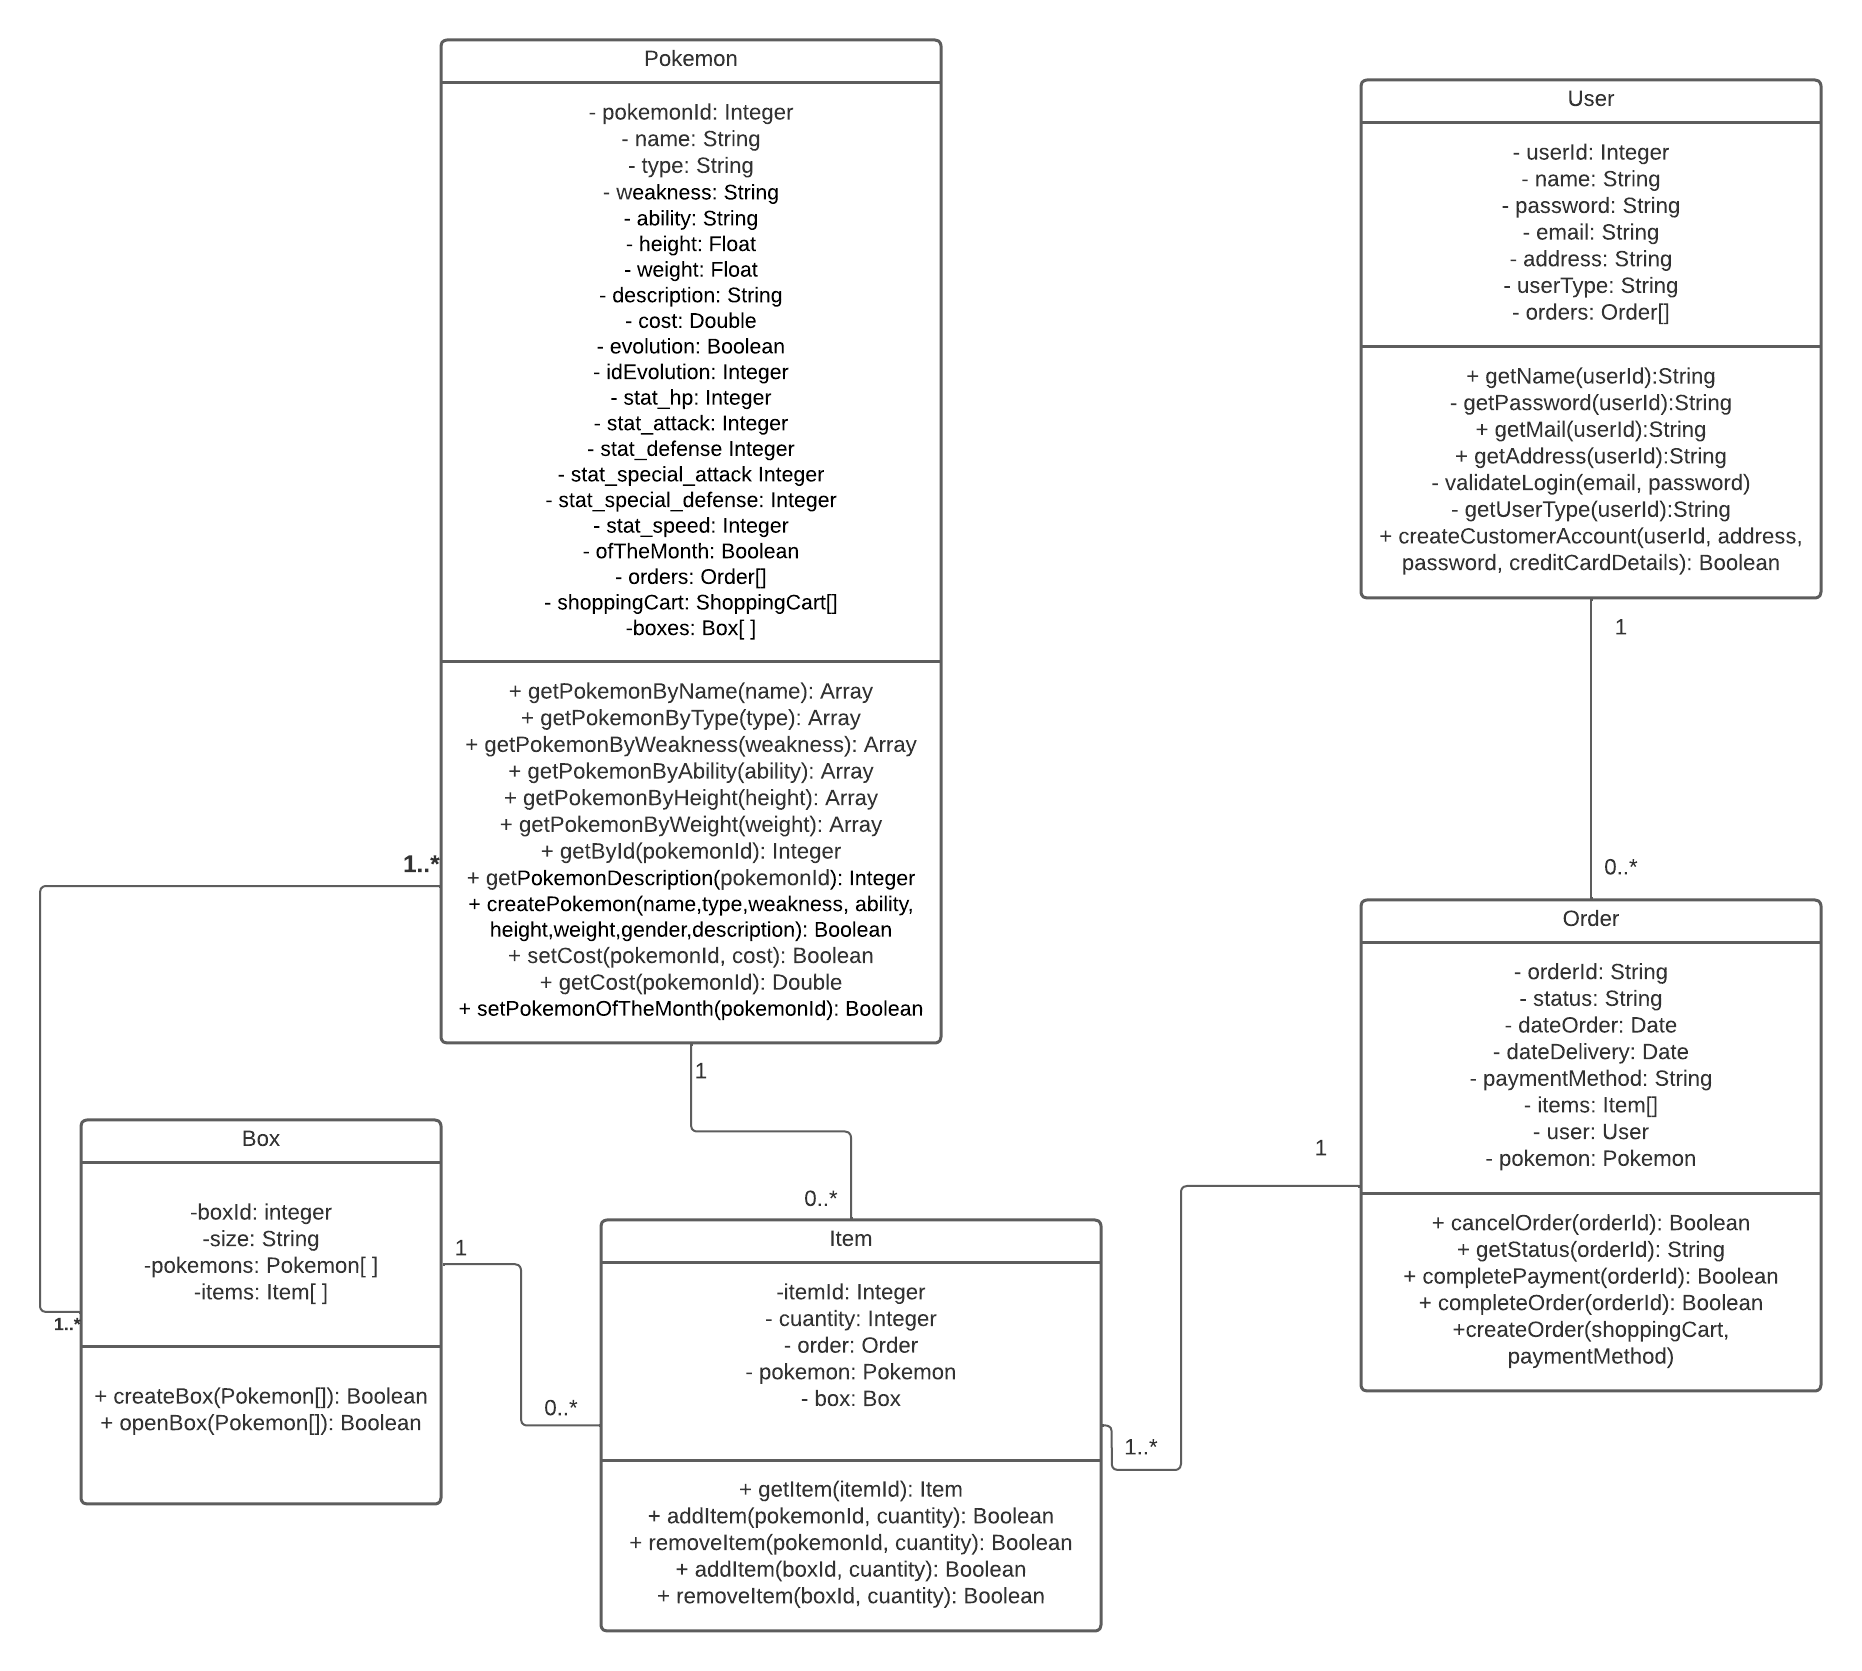 Pokemon
- pokemonId: Integer
- name: String
- type: String
- weakness: String
- ability: String
- height: Float
- weight: Float
- description: String
- cost: Double
- evolution: Boolean
- idEvolution: Integer
- stat_hp: Integer
- stat_attack: Integer
- stat_defense Integer
- stat_special_attack Integer
- stat_special_defense: Integer
- stat_speed: Integer
- ofTheMonth: Boolean
- orders: Order[]
- shoppingCart: ShoppingCart[]
-boxes: Box[ ]
+ getPokemonByName(name): Array
+ getPokemonByType(type): Array
+ getPokemonByWeakness(weakness): Array
+ getPokemonByAbility(ability): Array
+ getPokemonByHeight(height): Array
+ getPokemonByWeight(weight): Array
+ getById(pokemonId): Integer
+ getPokemonDescription(pokemonId): Integer
+ createPokemon(name,type,weakness, ability,
height,weight,gender,description): Boolean
+ setCost(pokemonId, cost): Boolean
+ getCost(pokemonId): Double
+ setPokemonOfTheMonth(pokemonId): Boolean
User
- userId: Integer
- name: String
- password: String
- email: String
- address: String
- userType: String
- orders: Order[]
+ getName(userId):String
- getPassword(userId):String
+ getMail(userId):String
+ getAddress(userId):String
- validateLogin(email, password)
- getUserType(userId):String
+ createCustomerAccount(userId, address,
password, creditCardDetails): Boolean
1
0..*
Order
- orderId: String
- status: String
- dateOrder: Date
- dateDelivery: Date
- paymentMethod: String
- items: Item[]
- user: User
- pokemon: Pokemon
+ cancelOrder(orderId): Boolean
+ getStatus(orderId): String
+ completePayment(orderId): Boolean
+ completeOrder(orderId): Boolean
+createOrder(shoppingCart,
paymentMethod)
1..*
1..*
Box
-boxId: integer
-size: String
-pokemons: Pokemon[ ]
-items: Item[ ]
+ createBox(Pokemon[]): Boolean
+ openBox(Pokemon[]): Boolean
1
0..*
1
0..*
Item
-itemId: Integer
- cuantity: Integer
- order: Order
- pokemon: Pokemon
- box: Box
+ getItem(itemId): Item
+ addItem(pokemonId, cuantity): Boolean
+ removeItem(pokemonId, cuantity): Boolean
+ addItem(boxId, cuantity): Boolean
+ removeItem(boxId, cuantity): Boolean
1
1..*